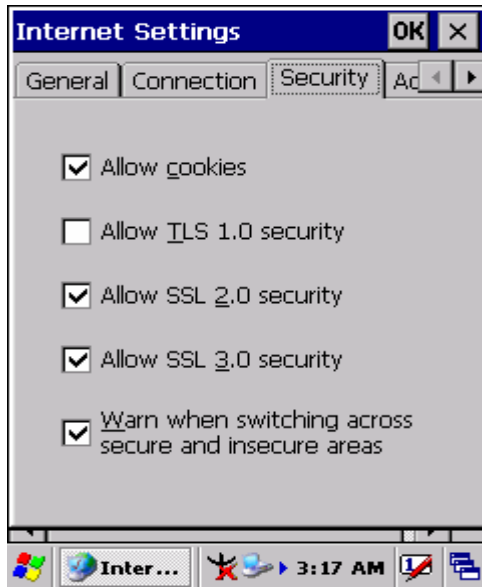 Internet Settings OK ×
General Connection Security Ad
Allow cookies
Allow TLS 1.0 security
Allow SSL 2.0 security
Allow SSL 3.0 security
Warn when switching across
secure and insecure areas
Inter... 3:17 AM